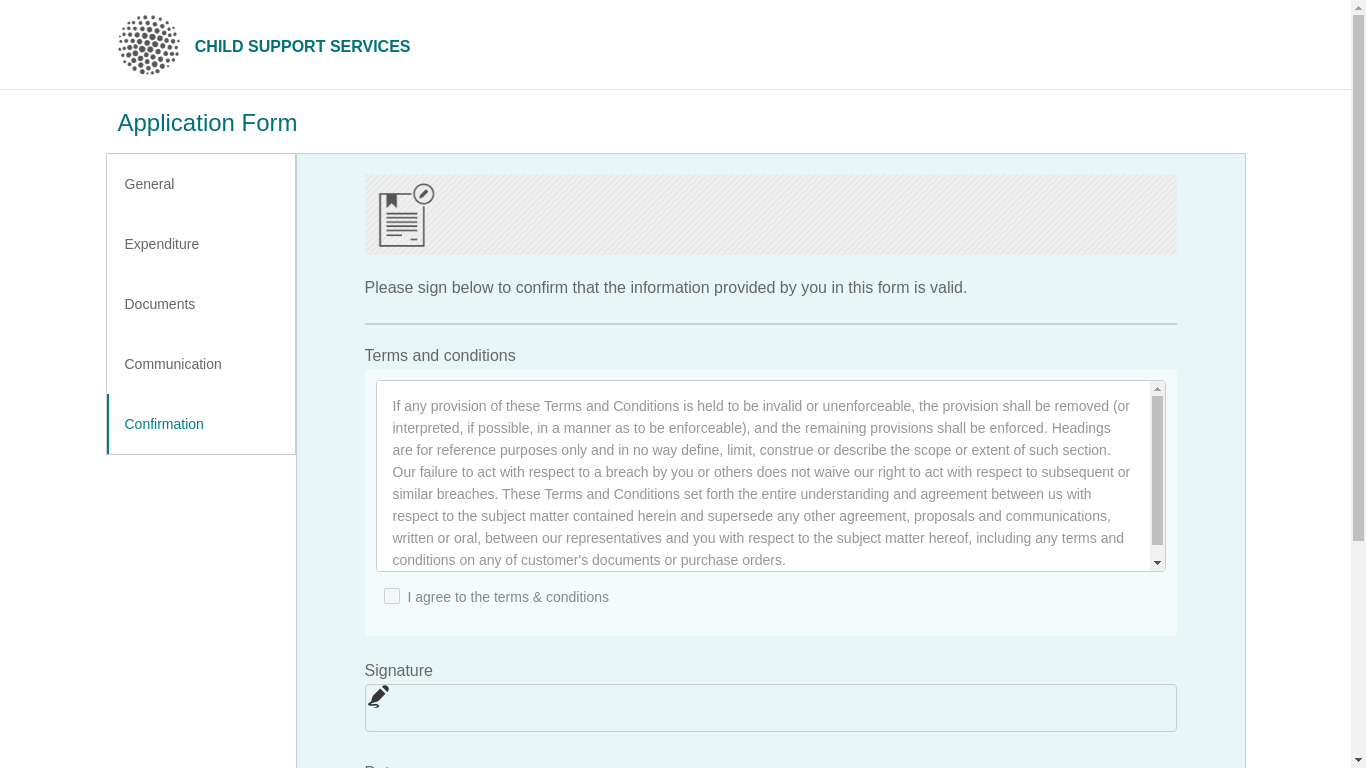 CHILD SUPPORT SERVICES
Application Form
General
Expenditure
Documents
Communication
Confirmation
Please sign below to confirm that the information provided by you in this form is valid.
Terms and conditions
If any provision of these Terms and Conditions is held to be invalid or unenforceable, the provision shall be removed (or
interpreted, if possible, in a manner as to be enforceable), and the remaining provisions shall be enforced. Headings
are for reference purposes only and in no way define, limit, construe or describe the scope or extent of such section.
Our failure to act with respect to a breach by you or others does not waive our right to act with respect to subsequent or
similar breaches. These Terms and Conditions set forth the entire understanding and agreement between us with
respect to the subject matter contained herein and supersede any other agreement, proposals and communications,
written or oral, between our representatives and you with respect to the subject matter hereof, including any terms and
conditions on any of customer's documents or purchase orders.
I agree to the terms & conditions
Signature